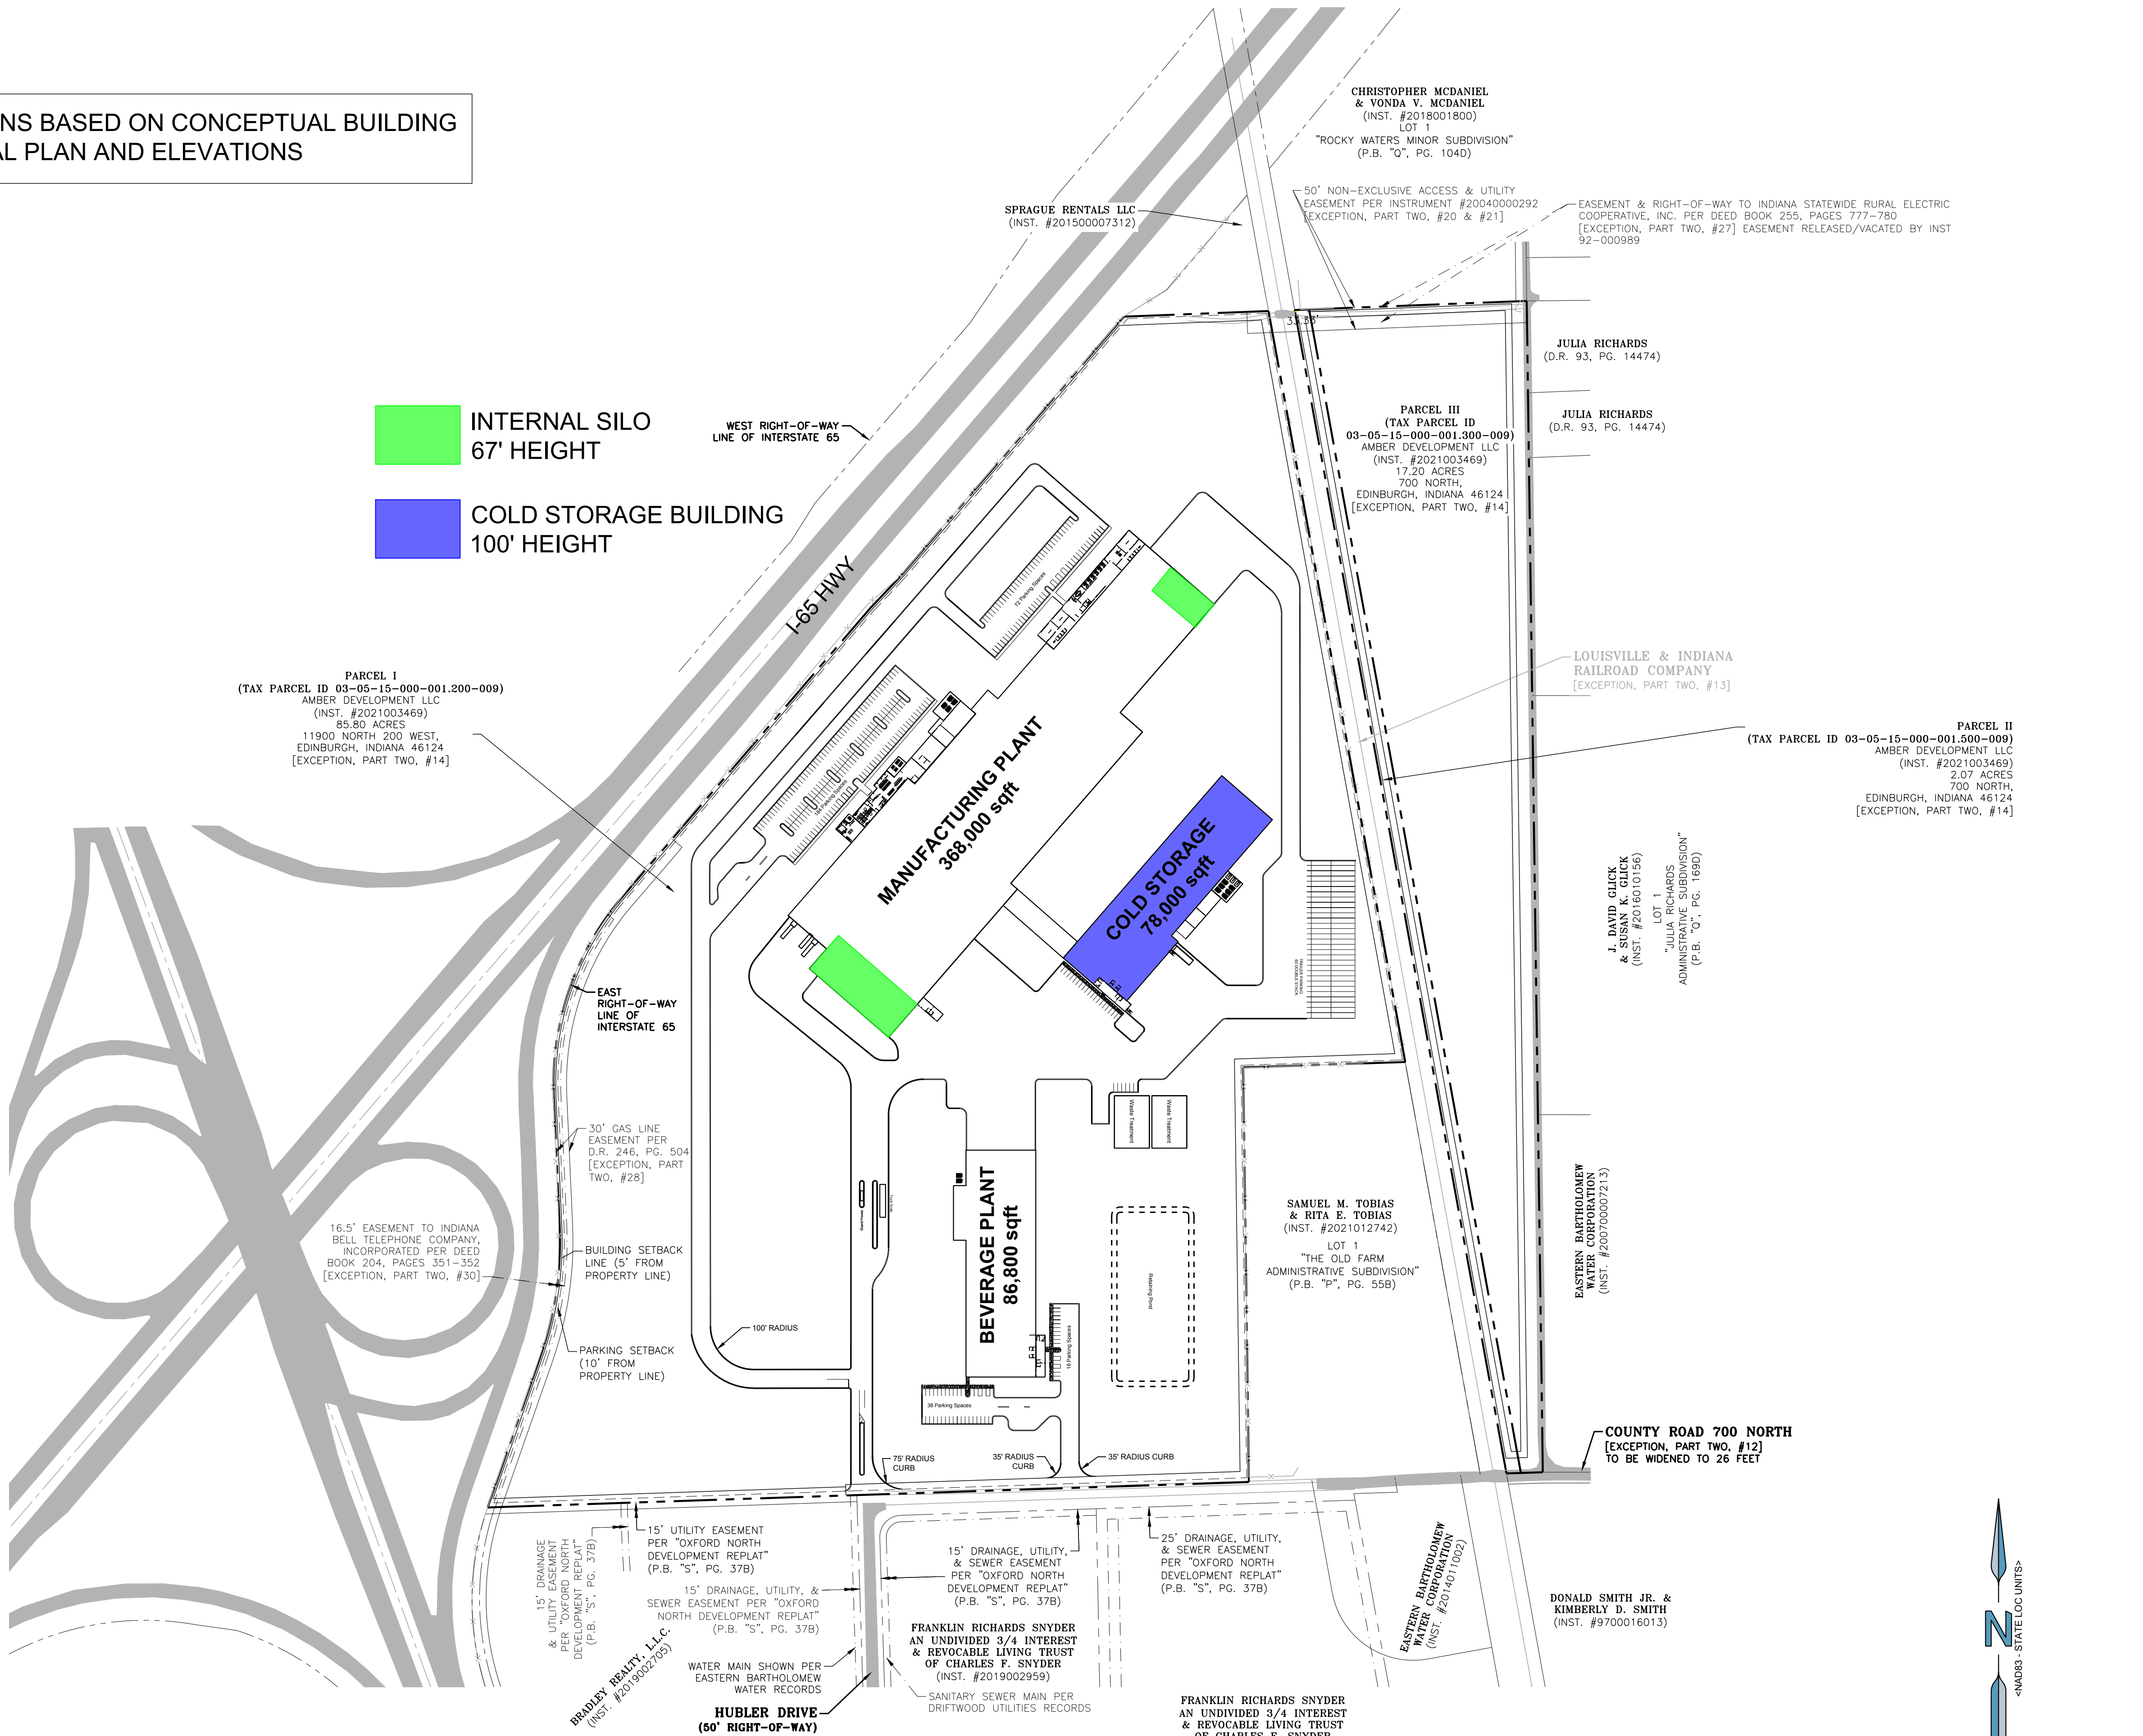 NS BASED ON CONCEPTUAL BUILDING
AL PLAN AND ELEVATIONS
CHRISTOPHER MCDANIEL
& VONDA V. MCDANIEL
(INST. #2018001800)
LOT 1
"ROCKY WATERS MINOR SUBDIVISION"
(P.B. "Q", PG. 104D)
SPRAGUE RENTALS LLC
(INST. #201500007312)
50' NON-EXCLUSIVE ACCESS & UTILITY
EASEMENT PER INSTRUMENT #20040000292
[EXCEPTION, PART TWO, #20 & #21]
EASEMENT & RIGHT-OF-WAY TO INDIANA STATEWIDE RURAL ELECTRIC
COOPERATIVE, INC. PER DEED BOOK 255, PAGES 777-780
[EXCEPTION, PART TWO, #27] EASEMENT RELEASED/VACATED BY INST
92-000989
JULIA RICHARDS
(D.R. 93, PG. 14474)
JULIA RICHARDS
(D.R. 93, PG. 14474)
INTERNAL SILO
67' HEIGHT
COLD STORAGE BUILDING
100' HEIGHT
WEST RIGHT-OF-WAY
LINE OF INTERSTATE 65
I-65 HWY
PARCEL III
(TAX PARCEL ID
03-05-15-000-001.300-009)
AMBER DEVELOPMENT LLC
(INST. #2021003469)
17.20 ACRES
700 NORTH,
EDINBURGH, INDIANA 46124
[EXCEPTION, PART TWO, #14]
72 Parking Spaces
PARCEL I
(TAX PARCEL ID 03-05-15-000-001.200-009)
AMBER DEVELOPMENT LLC
(INST. #2021003469)
85.80 ACRES
11900 NORTH 200 WEST,
EDINBURGH, INDIANA 46124
[EXCEPTION, PART TWO, #14]
LOUISVILLE & INDIANA
RAILROAD COMPANY
[EXCEPTION, PART TWO, #13]
PARCEL II
(TAX PARCEL ID 03-05-15-000-001.500-009)
AMBER DEVELOPMENT LLC
(INST. #2021003469)
2.07 ACRES
700 NORTH,
EDINBURGH, INDIANA 46124
[EXCEPTION, PART TWO, #14]
Parking Spaces
MANUFACTURING PLANT
368,000 sqft
COLD STORAGE
78,000 sqft
J. DAVID GLICK
& SUSAN K. GLICK
(INST. #2016010156)
LOT 1
"JULIA RICHARDS
ADMINISTRATIVE SUBDIVISION"
(P.B. "Q", PG. 169D)
EAST
RIGHT-OF-WAY
LINE OF
INTERSTATE 65
30' GAS LINE
EASEMENT PER
D.R. 246, PG. 504
[EXCEPTION, PART
TWO, #28]
Waste Treatment
Waste Treatment
16.5' EASEMENT TO INDIANA
BELL TELEPHONE COMPANY,
INCORPORATED PER DEED
BOOK 204, PAGES 351-352
[EXCEPTION, PART TWO, #30]
BUILDING SETBACK
LINE (5' FROM
PROPERTY LINE)
BEVERAGE PLANT
86,800 sqft
Retaining Pond
SAMUEL M. TOBIAS
& RITA E. TOBIAS
(INST. #2021012742)
LOT 1
"THE OLD FARM
ADMINISTRATIVE SUBDIVISION"
(P.B. "P", PG. 55B)
EASTERN BARTHOLOMEW
WATER CORPORATION
(INST. #200700007213)
100' RADIUS
PARKING SETBACK
(10' FROM
PROPERTY LINE)
16 Parking Spaces
38 Parking Spaces
75' RADIUS
CURB
35' RADIUS
CURB
35' RADIUS CURB
COUNTY ROAD 700 NORTH
[EXCEPTION, PART TWO, #12]
TO BE WIDENED TO 26 FEET
15' DRAINAGE
& UTILITY EASEMENT
PER "OXFORD NORTH
DEVELOPMENT REPLAT"
(P.B. "S", PG. 37B)
15' UTILITY EASEMENT
PER "OXFORD NORTH
DEVELOPMENT REPLAT"
(P.B. "S", PG. 37B)
15' DRAINAGE, UTILITY, &
SEWER EASEMENT PER "OXFORD
NORTH DEVELOPMENT REPLAT"
(P.B. "S", PG. 37B)
15' DRAINAGE, UTILITY,
& SEWER EASEMENT
PER "OXFORD NORTH
DEVELOPMENT REPLAT"
(P.B. "S", PG. 37B)
25' DRAINAGE, UTILITY,
& SEWER EASEMENT
PER "OXFORD NORTH
DEVELOPMENT REPLAT"
(P.B. "S", PG. 37B)
EASTERN BARTHOLOMEW
WATER CORPORATION
(INST. #2014011002)
DONALD SMITH JR. &
KIMBERLY D. SMITH
(INST. #9700016013)
BRADLEY REALTY, L.L.C.
(INST. #2019002705)
WATER MAIN SHOWN PER
EASTERN BARTHOLOMEW
WATER RECORDS
HUBLER DRIVE
(50' RIGHT-OF-WAY)
FRANKLIN RICHARDS SNYDER
AN UNDIVIDED 3/4 INTEREST
& REVOCABLE LIVING TRUST
OF CHARLES F. SNYDER
(INST. #2019002959)
SANITARY SEWER MAIN PER
DRIFTWOOD UTILITIES RECORDS
FRANKLIN RICHARDS SNYDER
AN UNDIVIDED 3/4 INTEREST
& REVOCABLE LIVING TRUST
OF CHARLES F. SNYDER
N
<NAD83 - STATE LOC UNITS>